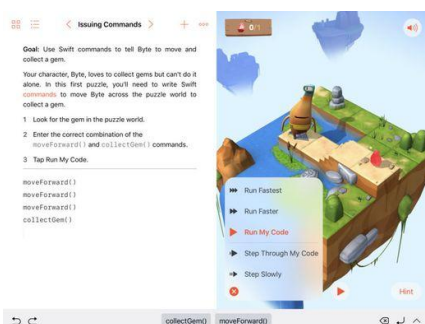 Issuing Commands
Goal: Use Swift commands to tell Byte to move and
collect a gem.
Your character, Byte, loves to collect gems but can't do it
alone. In this first puzzle, you'll need to write Swift
commands to move Byte across the puzzle world to
collect a gem.
1 Look for the gem in the puzzle world.
2 Enter the correct combination of the
moveForward() and collectGem() commands.
3 Tap Run My Code.
moveForward()
moveForward()
moveForward()
collectGem()
0/1
Run Fastest
Run Faster
Run My Code
Step Through My Code
Step Slowly
Hint
collectGem() moveForward()